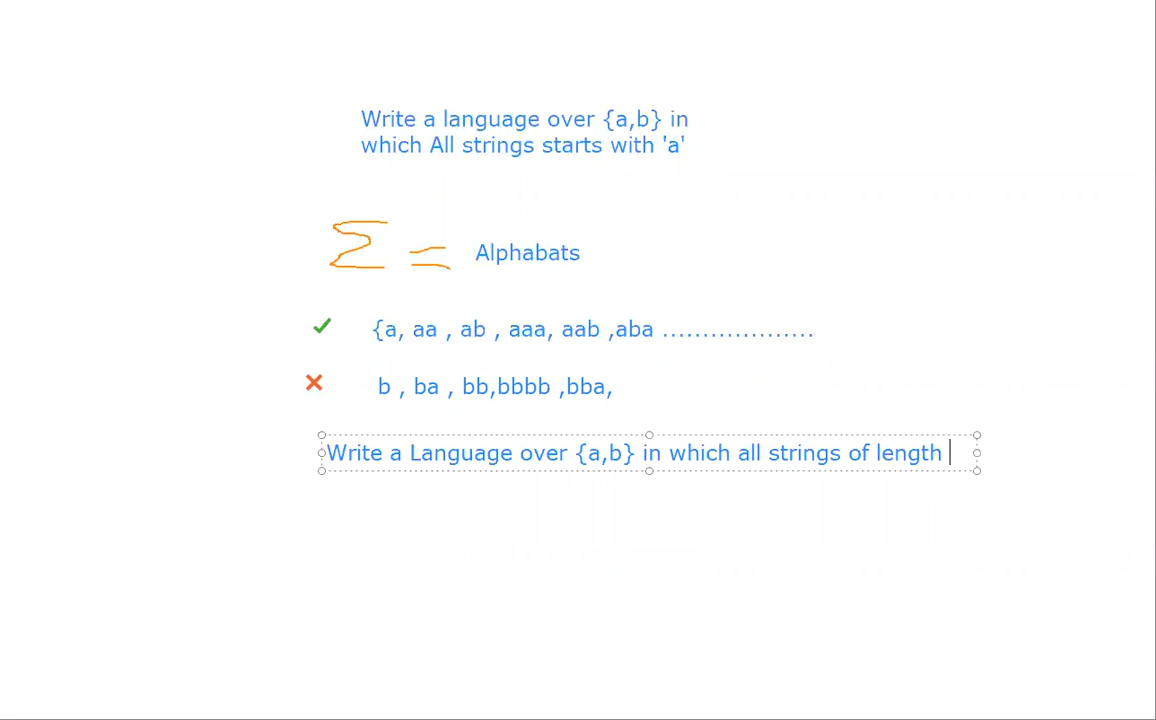 Write a language over {a,b} in
which All strings starts with 'a'
Σ = Alphabats
{a, aa , ab , aaa, aab ,aba ...................
b , ba , bb,bbbb ,bba,
Write a Language over {a,b} in which all strings of length